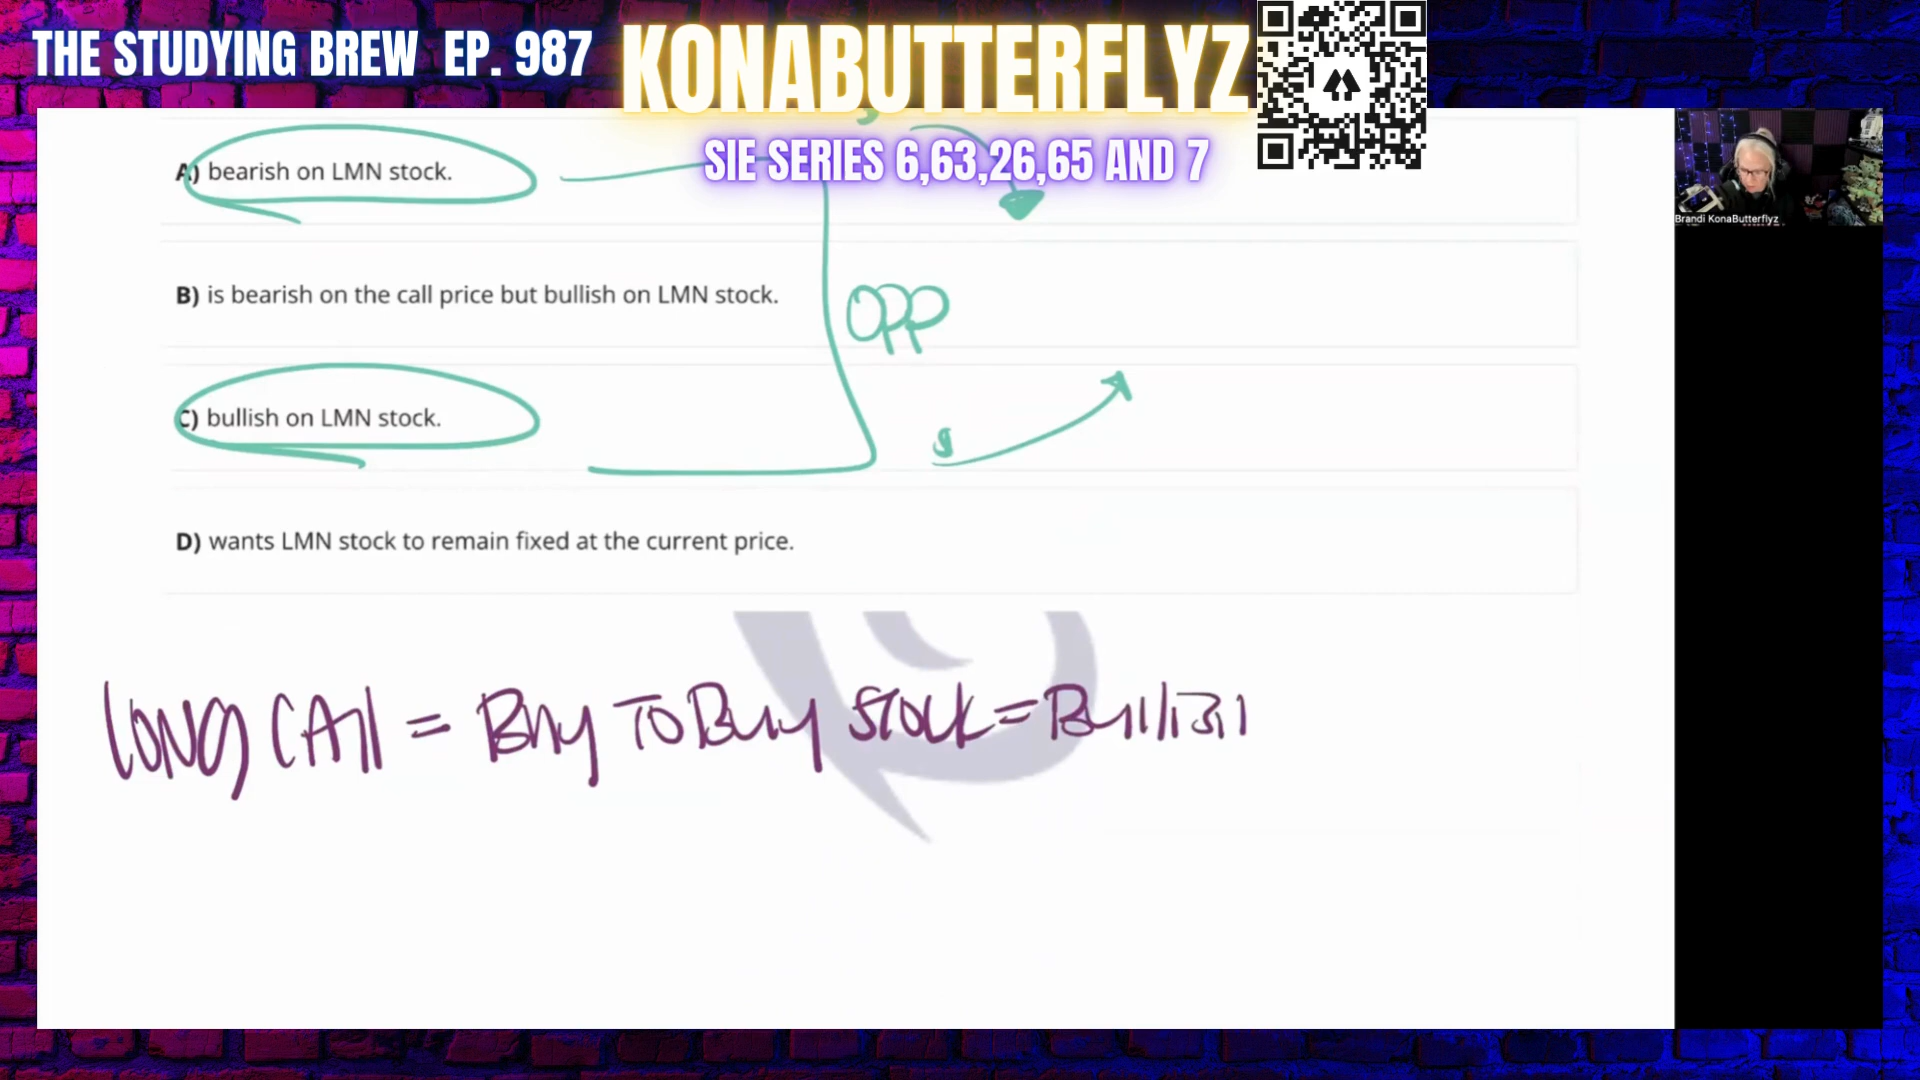 THE STUDYING BREW EP. 987
KONABUTTERFLYZ
SIE SERIES 6,63,26,65 AND 7
A) bearish on LMN stock.
Brandi KonaButterflyz
B) is bearish on the call price but bullish on LMN stock.
OPP
C) bullish on LMN stock.
D) wants LMN stock to remain fixed at the current price.
LONG CAll = Buy TO Buy STOCK =